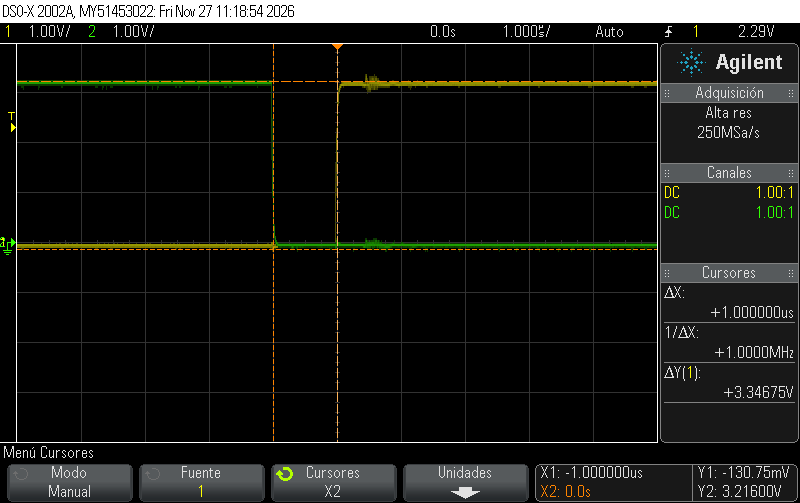 DSO-X 2002A, MY51453022: Fri Nov 27 11:18:54 2026
1 1.00V/ 2 1.00V/ 0.0s 1.000us/ Auto 1 2.29V
Agilent
Adquisición
Alta res
250MSa/s
Canales
DC 1.00:1
DC 1.00:1
Cursores
ΔX:
+1.000000us
1/ΔX:
+1.0000MHz
ΔY(1):
+3.34675V
T
Menú Cursores
Modo
Manual
Fuente
1
Cursores
X2
Unidades
X1: -1.000000us
X2: 0.0s
Y1: -130.75mV
Y2: 3.21600V